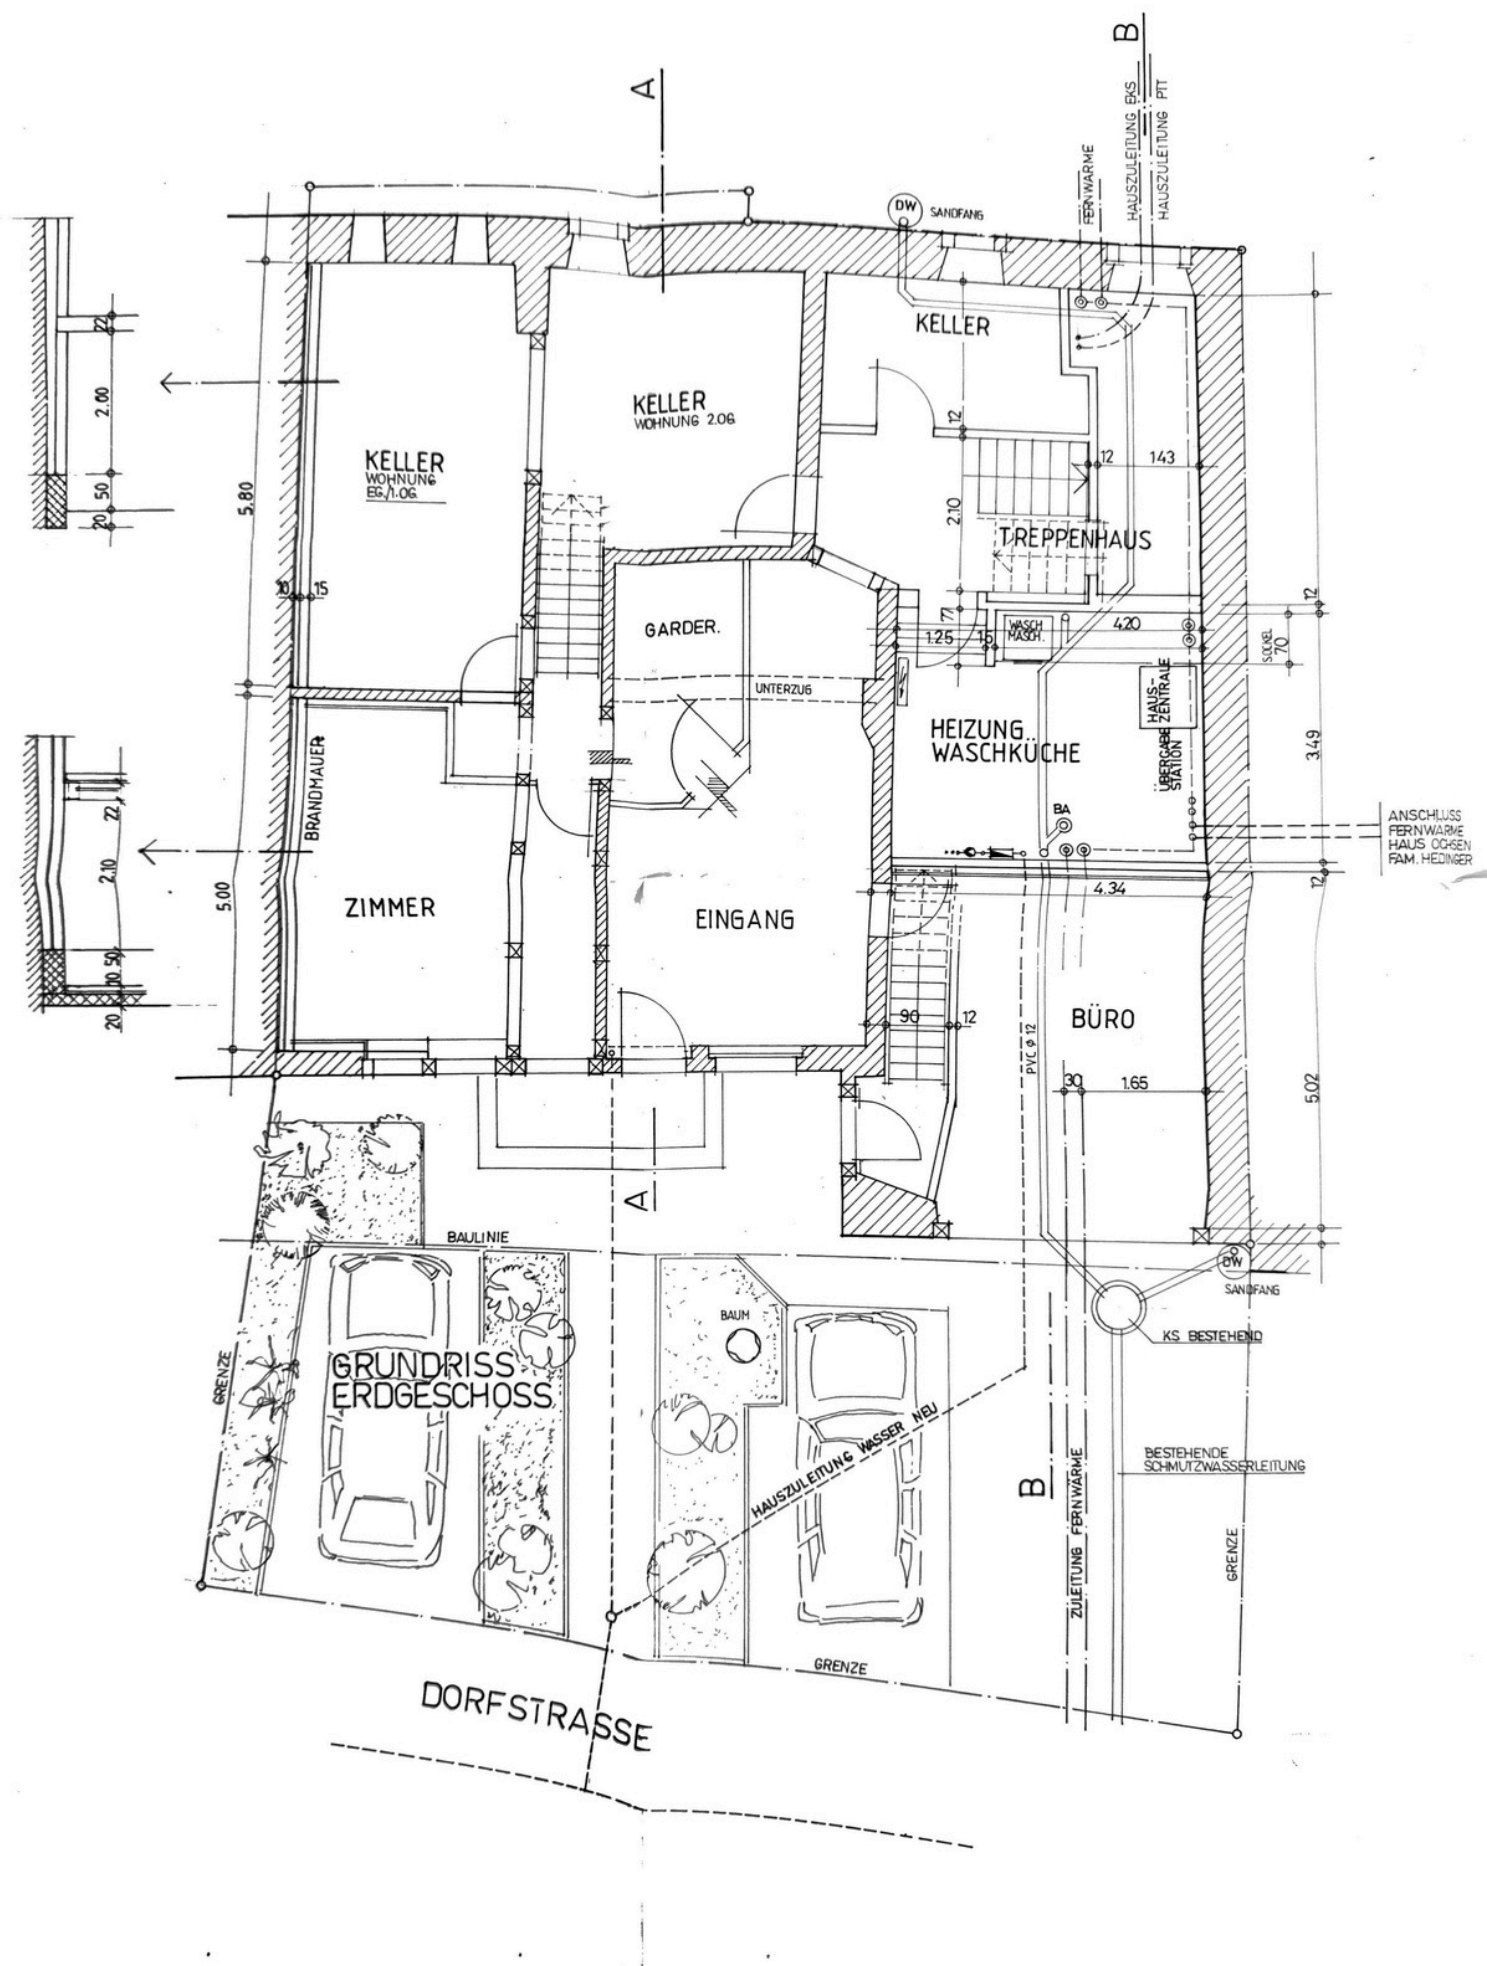 B
A
HAUSZULEITUNG EKS
HAUSZULEITUNG PTT
FERNWÄRME
DW
SANDFANG
22
2.00
50
20
5.80
KELLER
WOHNUNG
EG./1.OG.
KELLER
WOHNUNG 2.OG
KELLER
12
2.10
12
143
TREPPENHAUS
10
15
GARDER.
77
1.25
15
WASCH
MASCH.
4.20
12
SOCKEL
70
UNTERZUG
HEIZUNG
WASCHKÜCHE
HAUS-
ÜBERGABE ZENTRALE
STATION
3.49
BRANDMAUER
BA
ANSCHLUSS
FERNWÄRME
HAUS OCHSEN
FAM. HEDINGER
22
2.10
50
20
5.00
ZIMMER
EINGANG
4.34
12
BÜRO
90
12
PVC ø 12
30
1.65
5.02
A
BAULINIE
DW
SANDFANG
KS BESTEHEND
BAUM
GRENZE
GRUNDRISS
ERDGESCHOSS
HAUSZULEITUNG WASSER NEU
B
ZULEITUNG FERNWÄRME
BESTEHENDE
SCHMUTZWASSERLEITUNG
GRENZE
GRENZE
DORFSTRASSE